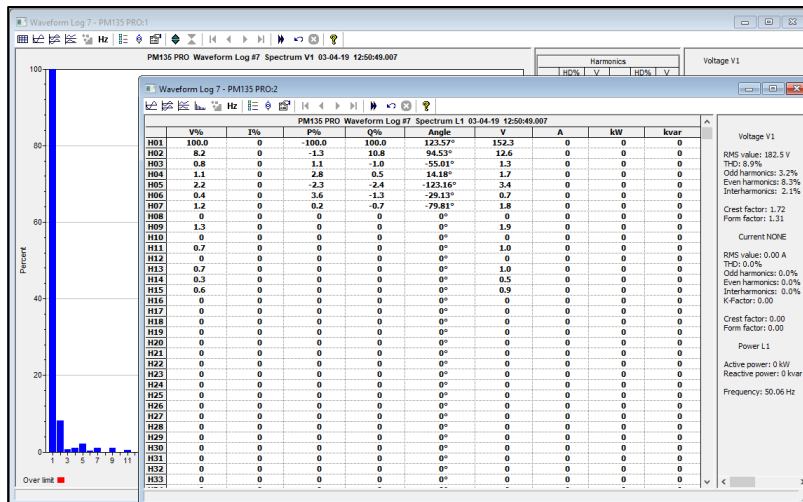 Waveform Log 7 - PM135 PRO:1
Hz
PM135 PRO Waveform Log #7 Spectrum V1 03-04-19 12:50:49.007
Harmonics
HD% V HD% V
Voltage V1
100
80
60
40
20
0
Percent
1 3 5 7 9 11
Over limit
Waveform Log 7 - PM135 PRO:2
Hz
PM135 PRO Waveform Log #7 Spectrum L1 03-04-19 12:50:49.007
V% I% P% Q% Angle V A kW kvar
H01 100.0 0 -100.0 100.0 123.57° 152.3 0 0 0
H02 8.2 0 -1.3 10.8 94.53° 12.6 0 0 0
H03 0.8 0 1.1 -1.0 -55.01° 1.3 0 0 0
H04 1.1 0 2.8 0.5 14.18° 1.7 0 0 0
H05 2.2 0 -2.3 -2.4 -123.16° 3.4 0 0 0
H06 0.4 0 3.6 -1.3 -29.13° 0.7 0 0 0
H07 1.2 0 0.2 -0.7 -79.81° 1.8 0 0 0
H08 0 0 0 0 0° 0 0 0 0
H09 1.3 0 0 0 0° 1.9 0 0 0
H10 0 0 0 0 0° 0 0 0 0
H11 0.7 0 0 0 0° 1.0 0 0 0
H12 0 0 0 0 0° 0 0 0 0
H13 0.7 0 0 0 0° 1.0 0 0 0
H14 0.3 0 0 0 0° 0.5 0 0 0
H15 0.6 0 0 0 0° 0.9 0 0 0
H16 0 0 0 0 0° 0 0 0 0
H17 0 0 0 0 0° 0 0 0 0
H18 0 0 0 0 0° 0 0 0 0
H19 0 0 0 0 0° 0 0 0 0
H20 0 0 0 0 0° 0 0 0 0
H21 0 0 0 0 0° 0 0 0 0
H22 0 0 0 0 0° 0 0 0 0
H23 0 0 0 0 0° 0 0 0 0
H24 0 0 0 0 0° 0 0 0 0
H25 0 0 0 0 0° 0 0 0 0
H26 0 0 0 0 0° 0 0 0 0
H27 0 0 0 0 0° 0 0 0 0
H28 0 0 0 0 0° 0 0 0 0
H29 0 0 0 0 0° 0 0 0 0
H30 0 0 0 0 0° 0 0 0 0
H31 0 0 0 0 0° 0 0 0 0
H32 0 0 0 0 0° 0 0 0 0
H33 0 0 0 0 0° 0 0 0 0
Voltage V1
RMS value: 182.5 V
THD: 8.9%
Odd harmonics: 3.2%
Even harmonics: 8.3%
Interharmonics: 2.1%
Crest factor: 1.72
Form factor: 1.31
Current NONE
RMS value: 0.00 A
THD: 0.0%
Odd harmonics: 0.0%
Even harmonics: 0.0%
Interharmonics: 0.0%
K-Factor: 0.00
Crest factor: 0.00
Form factor: 0.00
Power L1
Active power: 0 kW
Reactive power: 0 kvar
Frequency: 50.06 Hz